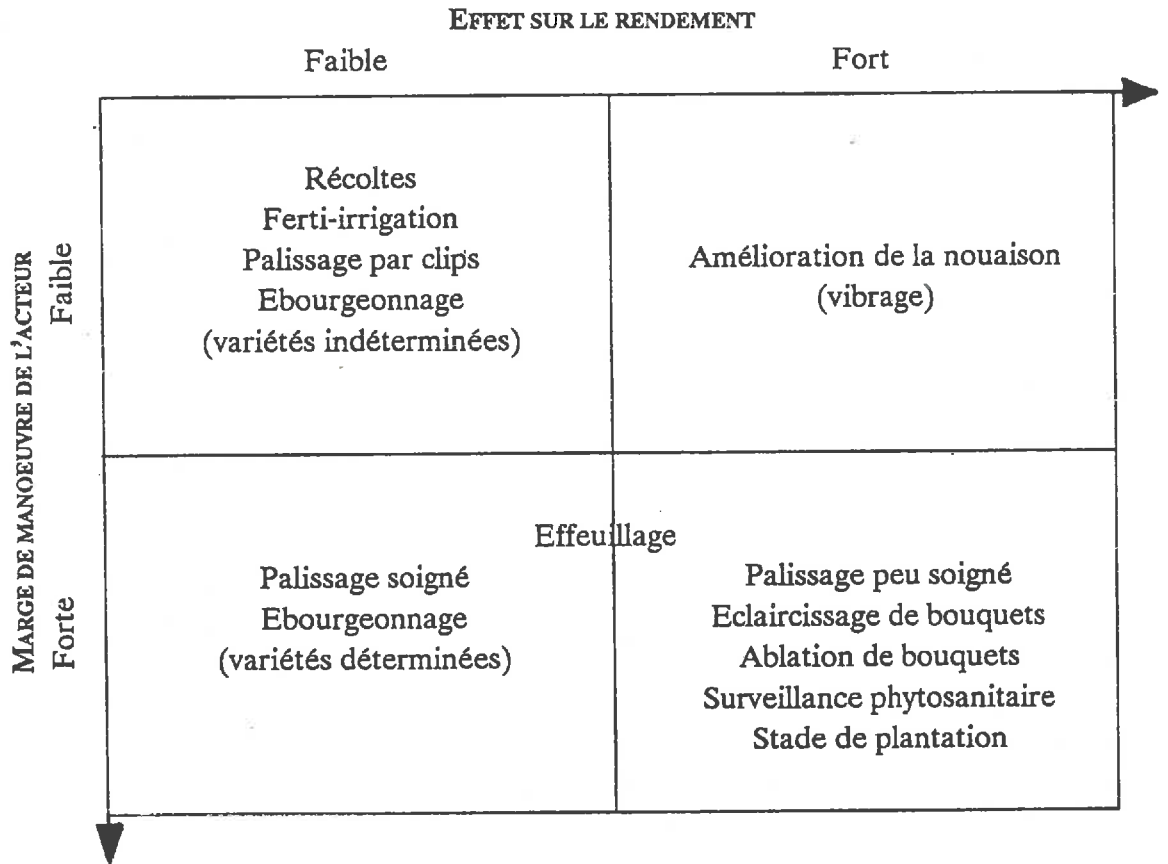 EFFET SUR LE RENDEMENT
Faible
Fort
MARGE DE MANOEUVRE DE L'ACTEUR
Faible
Récoltes
Ferti-irrigation
Palissage par clips
Ebourgeonnage
(variétés indéterminées)
Amélioration de la nouaison
(vibrage)
Forte
Effeuillage
Palissage soigné
Ebourgeonnage
(variétés déterminées)
Palissage peu soigné
Eclaircissage de bouquets
Ablation de bouquets
Surveillance phytosanitaire
Stade de plantation